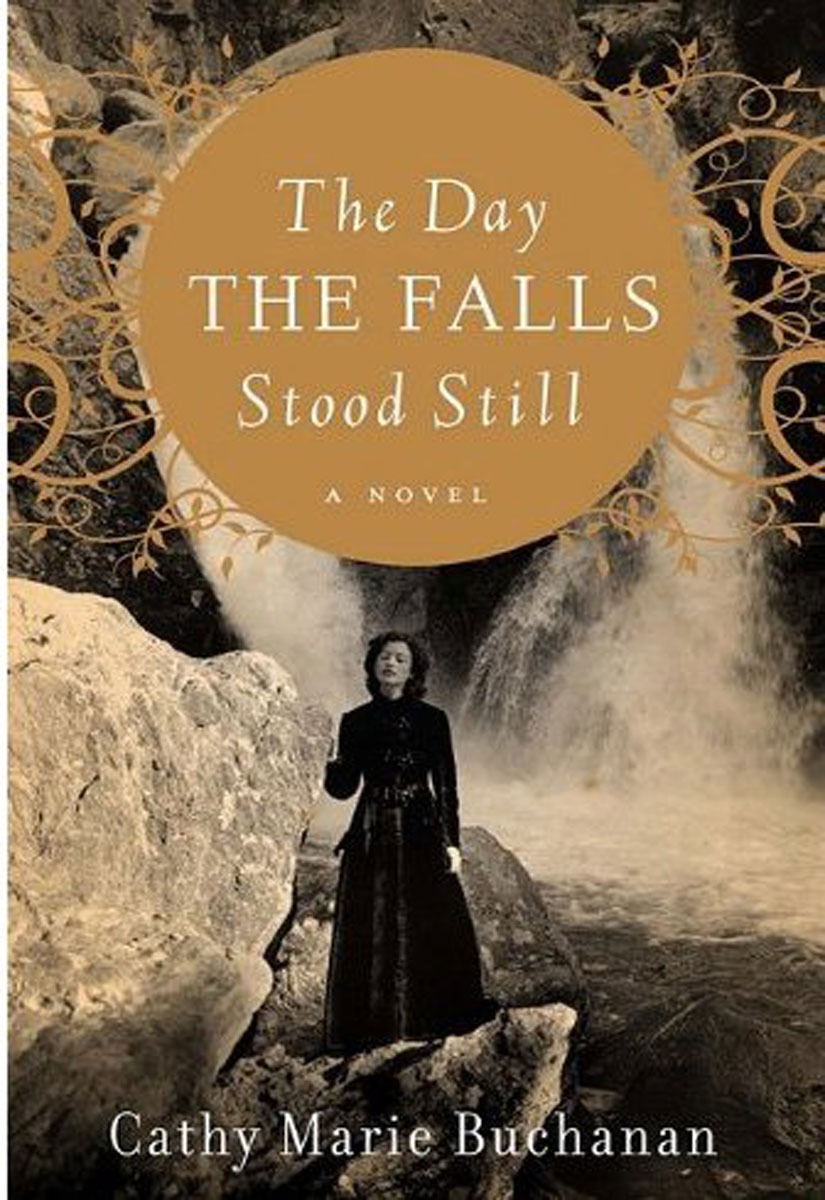 The Day
THE FALLS
Stood Still
A NOVEL
Cathy Marie Buchanan